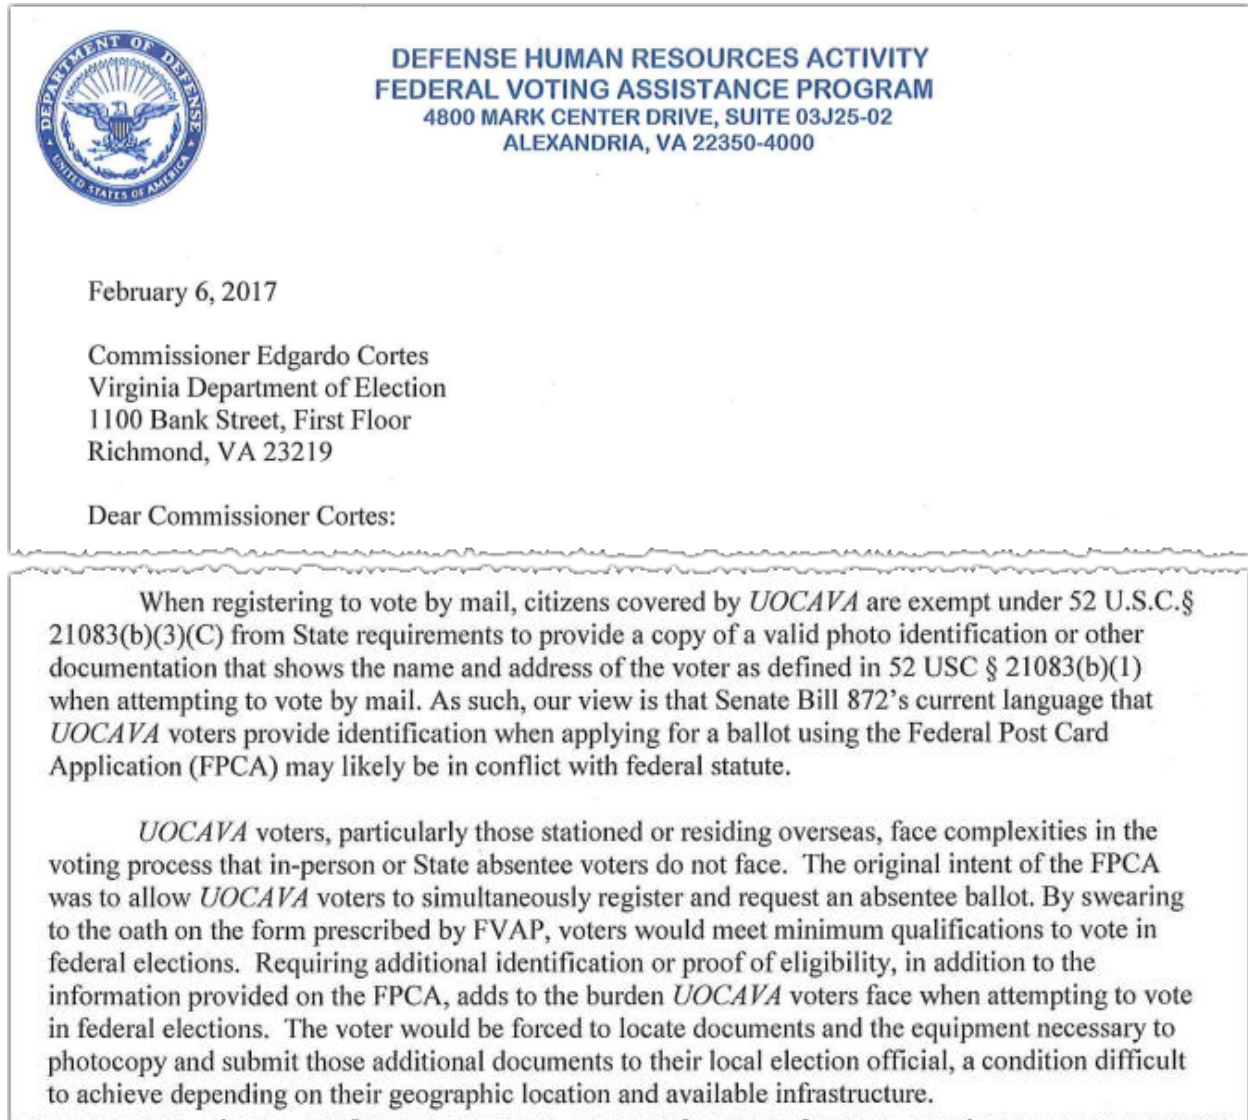 DEPARTMENT OF DEFENSE
UNITED STATES OF AMERICA
DEFENSE HUMAN RESOURCES ACTIVITY
FEDERAL VOTING ASSISTANCE PROGRAM
4800 MARK CENTER DRIVE, SUITE 03J25-02
ALEXANDRIA, VA 22350-4000
February 6, 2017
Commissioner Edgardo Cortes
Virginia Department of Election
1100 Bank Street, First Floor
Richmond, VA 23219
Dear Commissioner Cortes:
When registering to vote by mail, citizens covered by UOCAVA are exempt under 52 U.S.C.§
21083(b)(3)(C) from State requirements to provide a copy of a valid photo identification or other
documentation that shows the name and address of the voter as defined in 52 USC § 21083(b)(1)
when attempting to vote by mail. As such, our view is that Senate Bill 872's current language that
UOCAVA voters provide identification when applying for a ballot using the Federal Post Card
Application (FPCA) may likely be in conflict with federal statute.
UOCAVA voters, particularly those stationed or residing overseas, face complexities in the
voting process that in-person or State absentee voters do not face. The original intent of the FPCA
was to allow UOCAVA voters to simultaneously register and request an absentee ballot. By swearing
to the oath on the form prescribed by FVAP, voters would meet minimum qualifications to vote in
federal elections. Requiring additional identification or proof of eligibility, in addition to the
information provided on the FPCA, adds to the burden UOCAVA voters face when attempting to vote
in federal elections. The voter would be forced to locate documents and the equipment necessary to
photocopy and submit those additional documents to their local election official, a condition difficult
to achieve depending on their geographic location and available infrastructure.